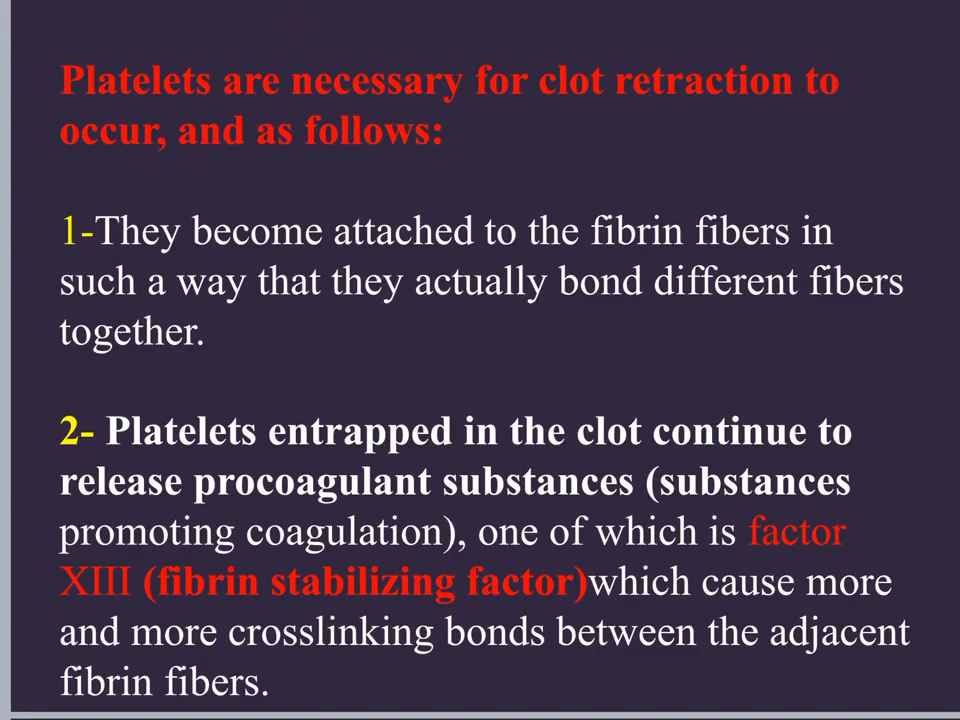 Platelets are necessary for clot retraction to
occur, and as follows:
1-They become attached to the fibrin fibers in
such a way that they actually bond different fibers
together.
2- Platelets entrapped in the clot continue to
release procoagulant substances (substances
promoting coagulation), one of which is factor
XIII (fibrin stabilizing factor)which cause more
and more crosslinking bonds between the adjacent
fibrin fibers.